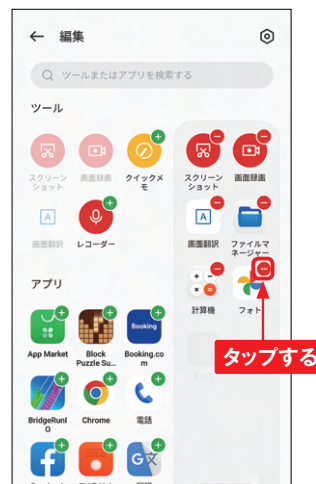 ← 編集
ツールまたはアプリを検索する
ツール
スクリーン
ショット
画面録画
クイックメ
モ
画面翻訳
レコーダー
スクリーン
ショット
画面録画
画面翻訳
ファイルマ
ネージャー
計算機
フォト
タップする
アプリ
App Market
Block
Puzzle Su...
Booking
Booking.co
m
BridgeRun!
O
Chrome
電話